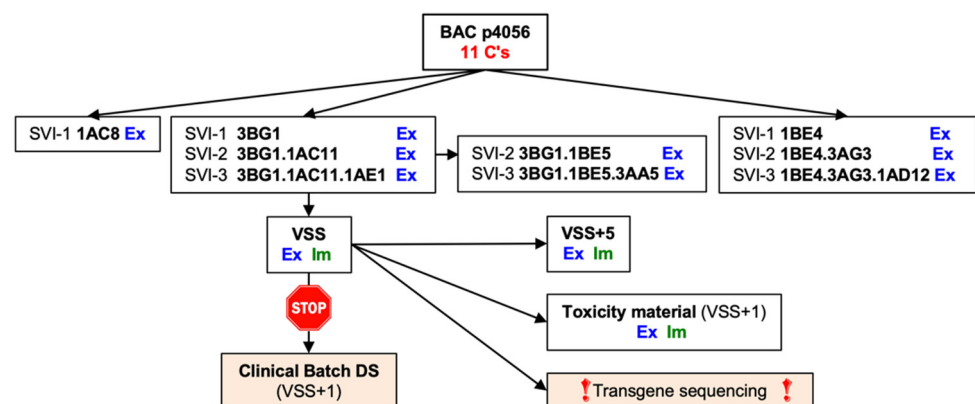 BAC p4056
11 C's
SVI-1 1AC8 Ex
SVI-1 3BG1 Ex
SVI-2 3BG1.1AC11 Ex
SVI-3 3BG1.1AC11.1AE1 Ex
SVI-2 3BG1.1BE5 Ex
SVI-3 3BG1.1BE5.3AA5 Ex
SVI-1 1BE4 Ex
SVI-2 1BE4.3AG3 Ex
SVI-3 1BE4.3AG3.1AD12 Ex
VSS
Ex Im
VSS+5
Ex Im
STOP
Toxicity material (VSS+1)
Ex Im
Clinical Batch DS
(VSS+1)
❗Transgene sequencing ❗